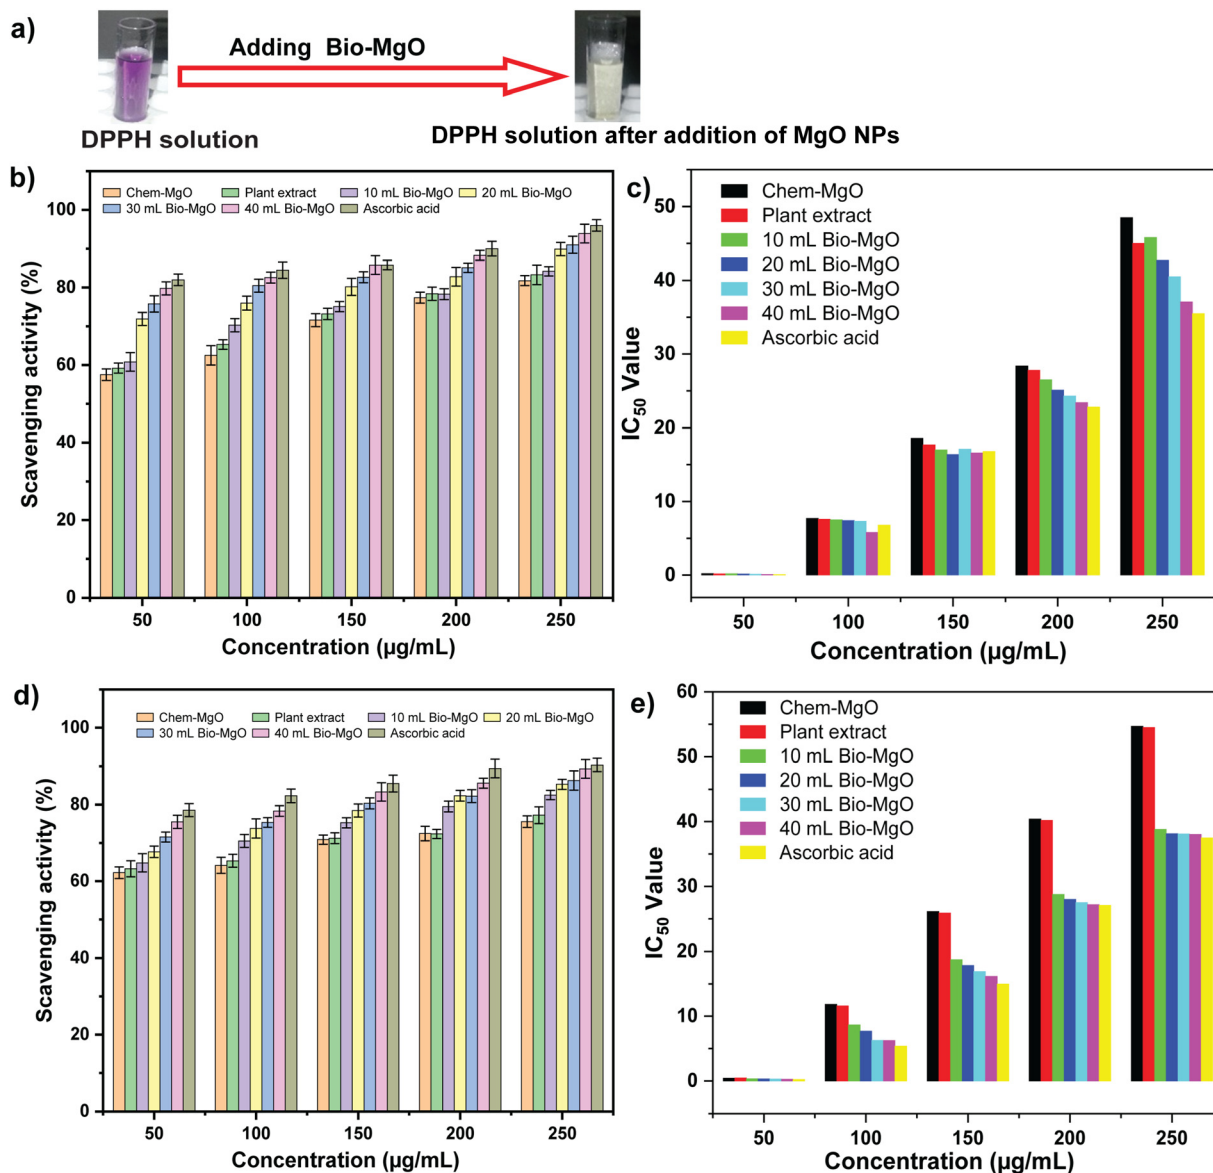 a)
Adding Bio-MgO
DPPH solution
DPPH solution after addition of MgO NPs
b)
Chem-MgO Plant extract 10 mL Bio-MgO 20 mL Bio-MgO
30 mL Bio-MgO 40 mL Bio-MgO Ascorbic acid
Scavenging activity (%)
100
80
60
40
20
0
50 100 150 200 250
Concentration (µg/mL)
c)
Chem-MgO
Plant extract
10 mL Bio-MgO
20 mL Bio-MgO
30 mL Bio-MgO
40 mL Bio-MgO
Ascorbic acid
IC₅₀ Value
50
40
30
20
10
0
50 100 150 200 250
Concentration (µg/mL)
d)
Chem-MgO Plant extract 10 mL Bio-MgO 20 mL Bio-MgO
30 mL Bio-MgO 40 mL Bio-MgO Ascorbic acid
Scavenging activity (%)
100
80
60
40
20
0
50 100 150 200 250
Concentration (µg/mL)
e)
Chem-MgO
Plant extract
10 mL Bio-MgO
20 mL Bio-MgO
30 mL Bio-MgO
40 mL Bio-MgO
Ascorbic acid
IC₅₀ Value
60
50
40
30
20
10
0
50 100 150 200 250
Concentration (µg/mL)